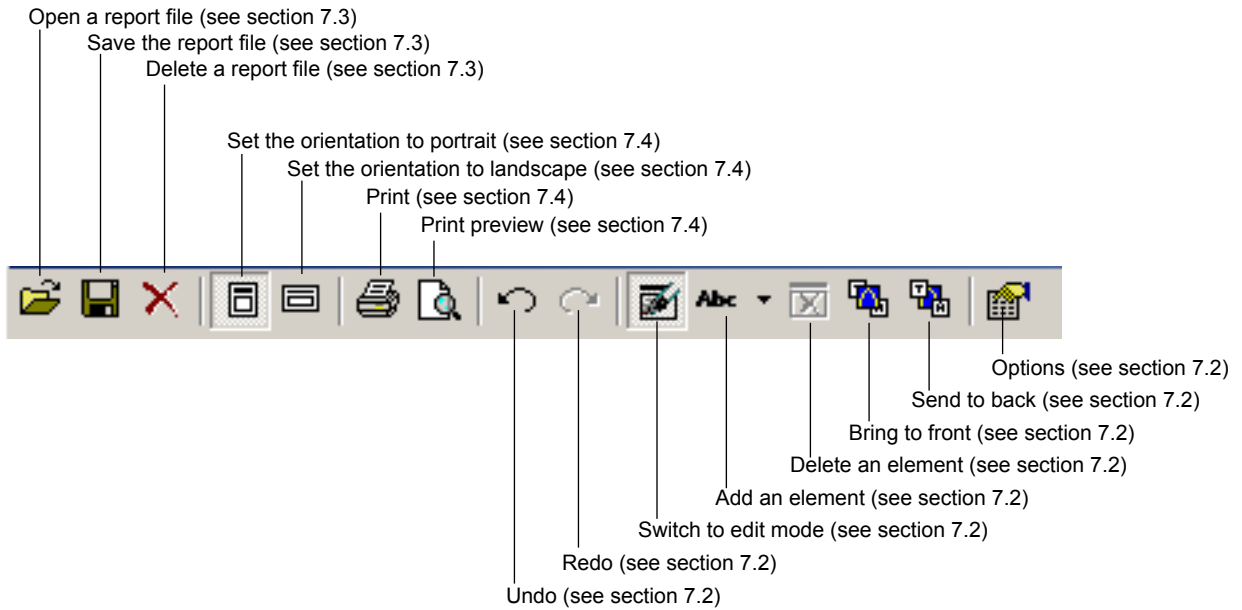 Open a report file (see section 7.3)
Save the report file (see section 7.3)
Delete a report file (see section 7.3)
Set the orientation to portrait (see section 7.4)
Set the orientation to landscape (see section 7.4)
Print (see section 7.4)
Print preview (see section 7.4)
Abc
Options (see section 7.2)
Send to back (see section 7.2)
Bring to front (see section 7.2)
Delete an element (see section 7.2)
Add an element (see section 7.2)
Switch to edit mode (see section 7.2)
Redo (see section 7.2)
Undo (see section 7.2)